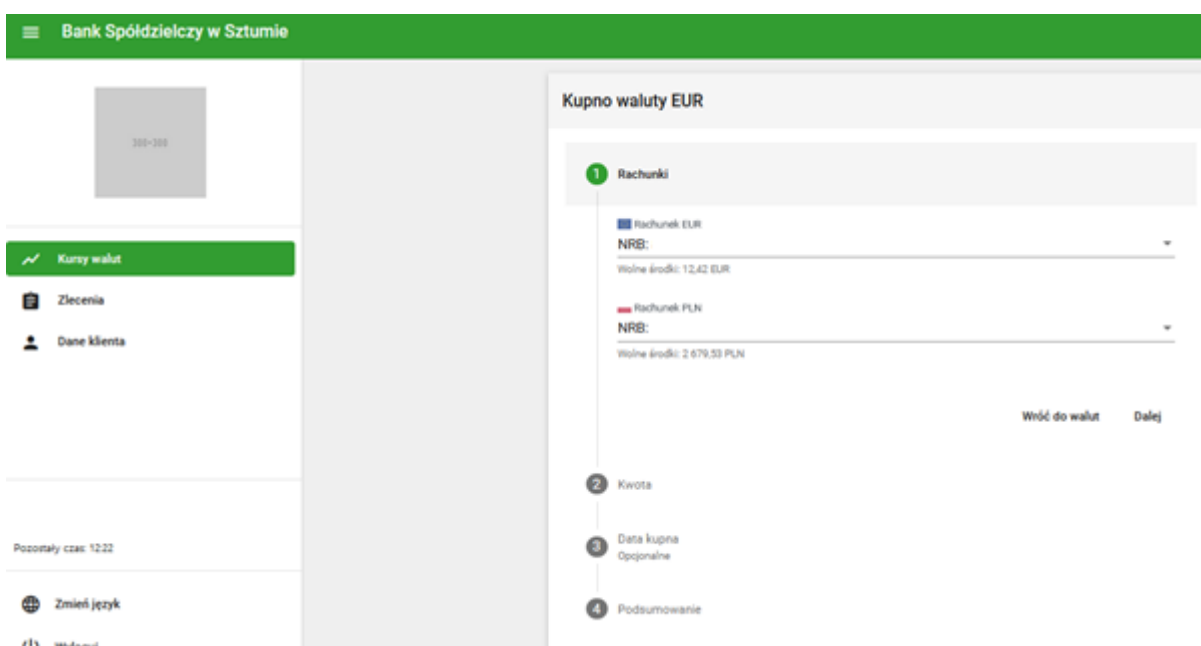 Bank Spółdzielczy w Sztumie
300×300
Kursy walut
Zlecenia
Dane klienta
Pozostały czas: 12:22
Zmień język
Wyloguj
Kupno waluty EUR
1 Rachunki
Rachunek EUR
NRB:
Wolne środki: 12,42 EUR
Rachunek PLN
NRB:
Wolne środki: 2 679,53 PLN
Wróć do walut Dalej
2 Kwota
3 Data kupna
Opcjonalne
4 Podsumowanie